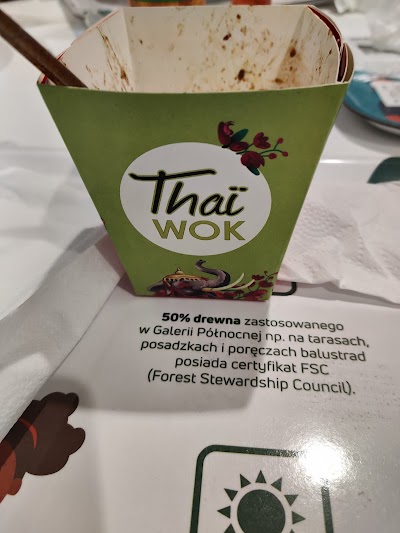 Thaï
WOK
50% drewna zastosowanego
w Galerii Północnej np. na tarasach,
posadzkach i poręczach balustrad
posiada certyfikat FSC
(Forest Stewardship Council).